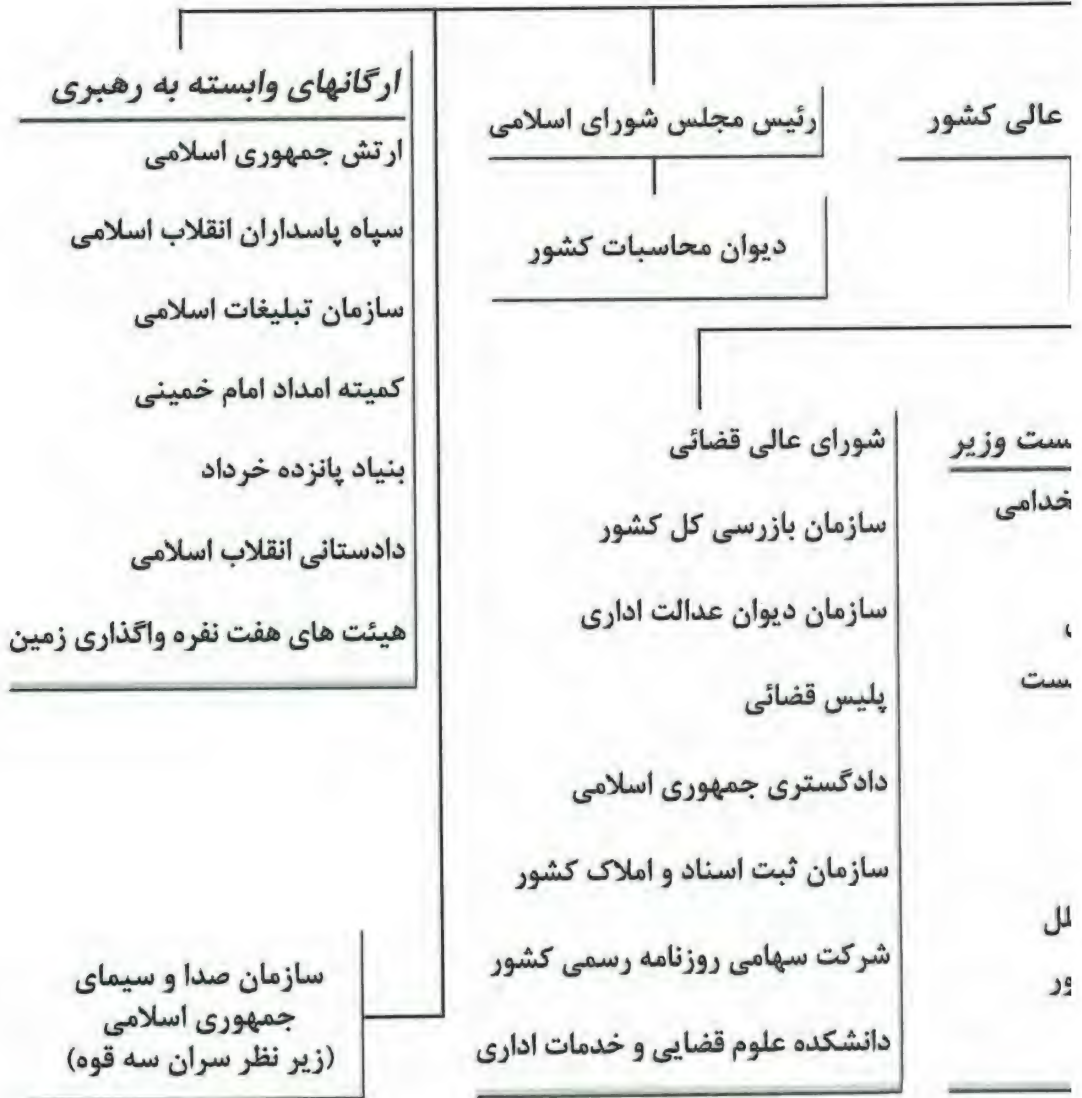 عالی کشور
رئیس مجلس شورای اسلامی
دیوان محاسبات کشور
ارگانهای وابسته به رهبری
ارتش جمهوری اسلامی
سپاه پاسداران انقلاب اسلامی
سازمان تبلیغات اسلامی
کمیته امداد امام خمینی
بنیاد پانزده خرداد
دادستانی انقلاب اسلامی
هیئت های هفت نفره واگذاری زمین
وزیر
شورای عالی قضائی
سازمان بازرسی کل کشور
سازمان دیوان عدالت اداری
پلیس قضائی
دادگستری جمهوری اسلامی
سازمان ثبت اسناد و املاک کشور
شرکت سهامی روزنامه رسمی کشور
دانشکده علوم قضایی و خدمات اداری
سازمان صدا و سیمای
جمهوری اسلامی
(زیر نظر سران سه قوه)